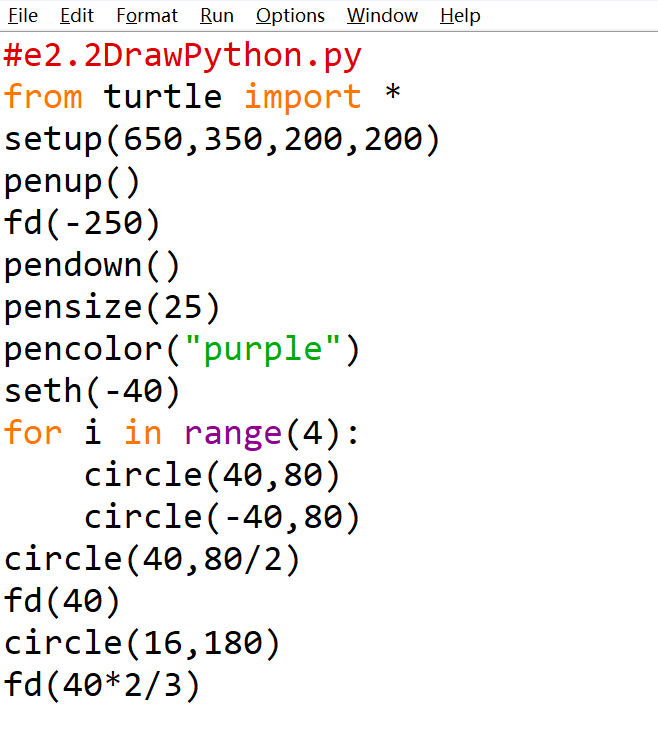 File Edit Format Run Options Window Help
#e2.2DrawPython.py
from turtle import *
setup(650,350,200,200)
penup()
fd(-250)
pendown()
pensize(25)
pencolor("purple")
seth(-40)
for i in range(4):
    circle(40,80)
    circle(-40,80)
circle(40,80/2)
fd(40)
circle(16,180)
fd(40*2/3)